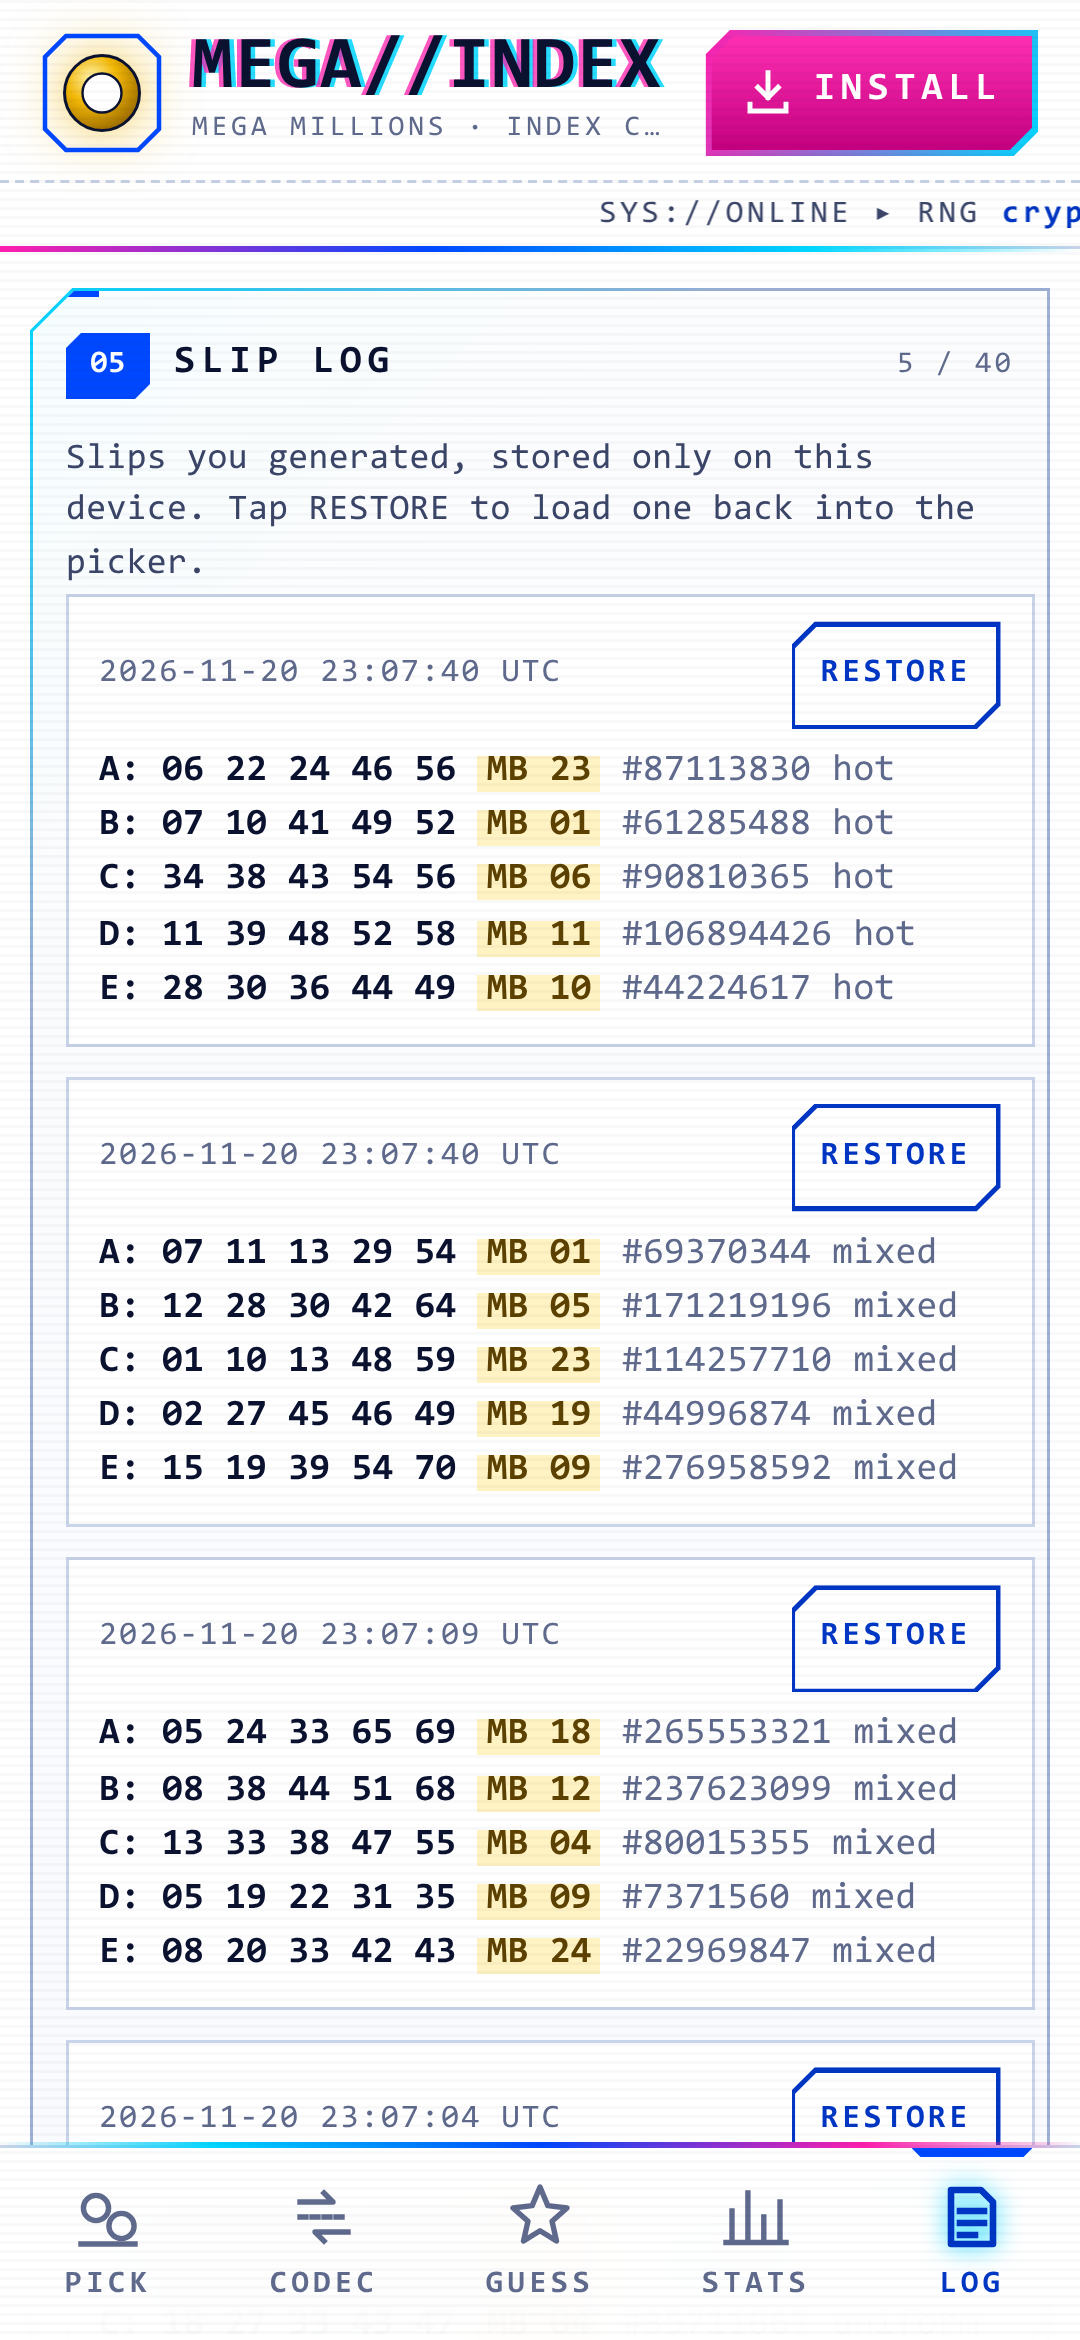 MEGA//INDEX
MEGA MILLIONS · INDEX C…
INSTALL
SYS://ONLINE ▸ RNG cryp
05 SLIP LOG 5 / 40
Slips you generated, stored only on this
device. Tap RESTORE to load one back into the
picker.
2026-11-20 23:07:40 UTC RESTORE
A: 06 22 24 46 56 MB 23 #87113830 hot
B: 07 10 41 49 52 MB 01 #61285488 hot
C: 34 38 43 54 56 MB 06 #90810365 hot
D: 11 39 48 52 58 MB 11 #106894426 hot
E: 28 30 36 44 49 MB 10 #44224617 hot
2026-11-20 23:07:40 UTC RESTORE
A: 07 11 13 29 54 MB 01 #69370344 mixed
B: 12 28 30 42 64 MB 05 #171219196 mixed
C: 01 10 13 48 59 MB 23 #114257710 mixed
D: 02 27 45 46 49 MB 19 #44996874 mixed
E: 15 19 39 54 70 MB 09 #276958592 mixed
2026-11-20 23:07:09 UTC RESTORE
A: 05 24 33 65 69 MB 18 #265553321 mixed
B: 08 38 44 51 68 MB 12 #237623099 mixed
C: 13 33 38 47 55 MB 04 #80015355 mixed
D: 05 19 22 31 35 MB 09 #7371560 mixed
E: 08 20 33 42 43 MB 24 #22969847 mixed
2026-11-20 23:07:04 UTC RESTORE
PICK CODEC GUESS STATS LOG